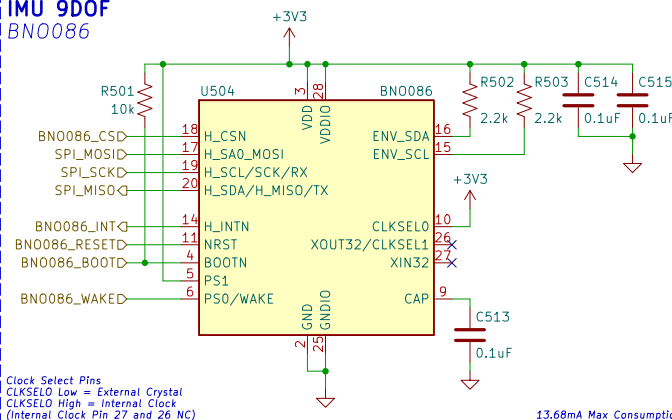 IMU 9DOF
BNO086
+3V3
R501
10k
U504
BNO086
3
28
VDD
VDDIO
R502
2.2k
R503
2.2k
C514
0.1uF
C515
0.1uF
BNO086_CS 18 H_CSN
SPI_MOSI 17 H_SA0_MOSI
SPI_SCK 19 H_SCL/SCK/RX
SPI_MISO 20 H_SDA/H_MISO/TX
BNO086_INT 14 H_INTN
BNO086_RESET 11 NRST
BNO086_BOOT 4 BOOTN
5 PS1
BNO086_WAKE 6 PS0/WAKE
ENV_SDA 16
ENV_SCL 15
+3V3
CLKSEL0 10
XOUT32/CLKSEL1 26
XIN32 27
CAP 9
C513
0.1uF
GND
GNDIO
2
25
Clock Select Pins
CLKSEL0 Low = External Crystal
CLKSEL0 High = Internal Clock
(Internal Clock Pin 27 and 26 NC)
13.68mA Max Consumptio